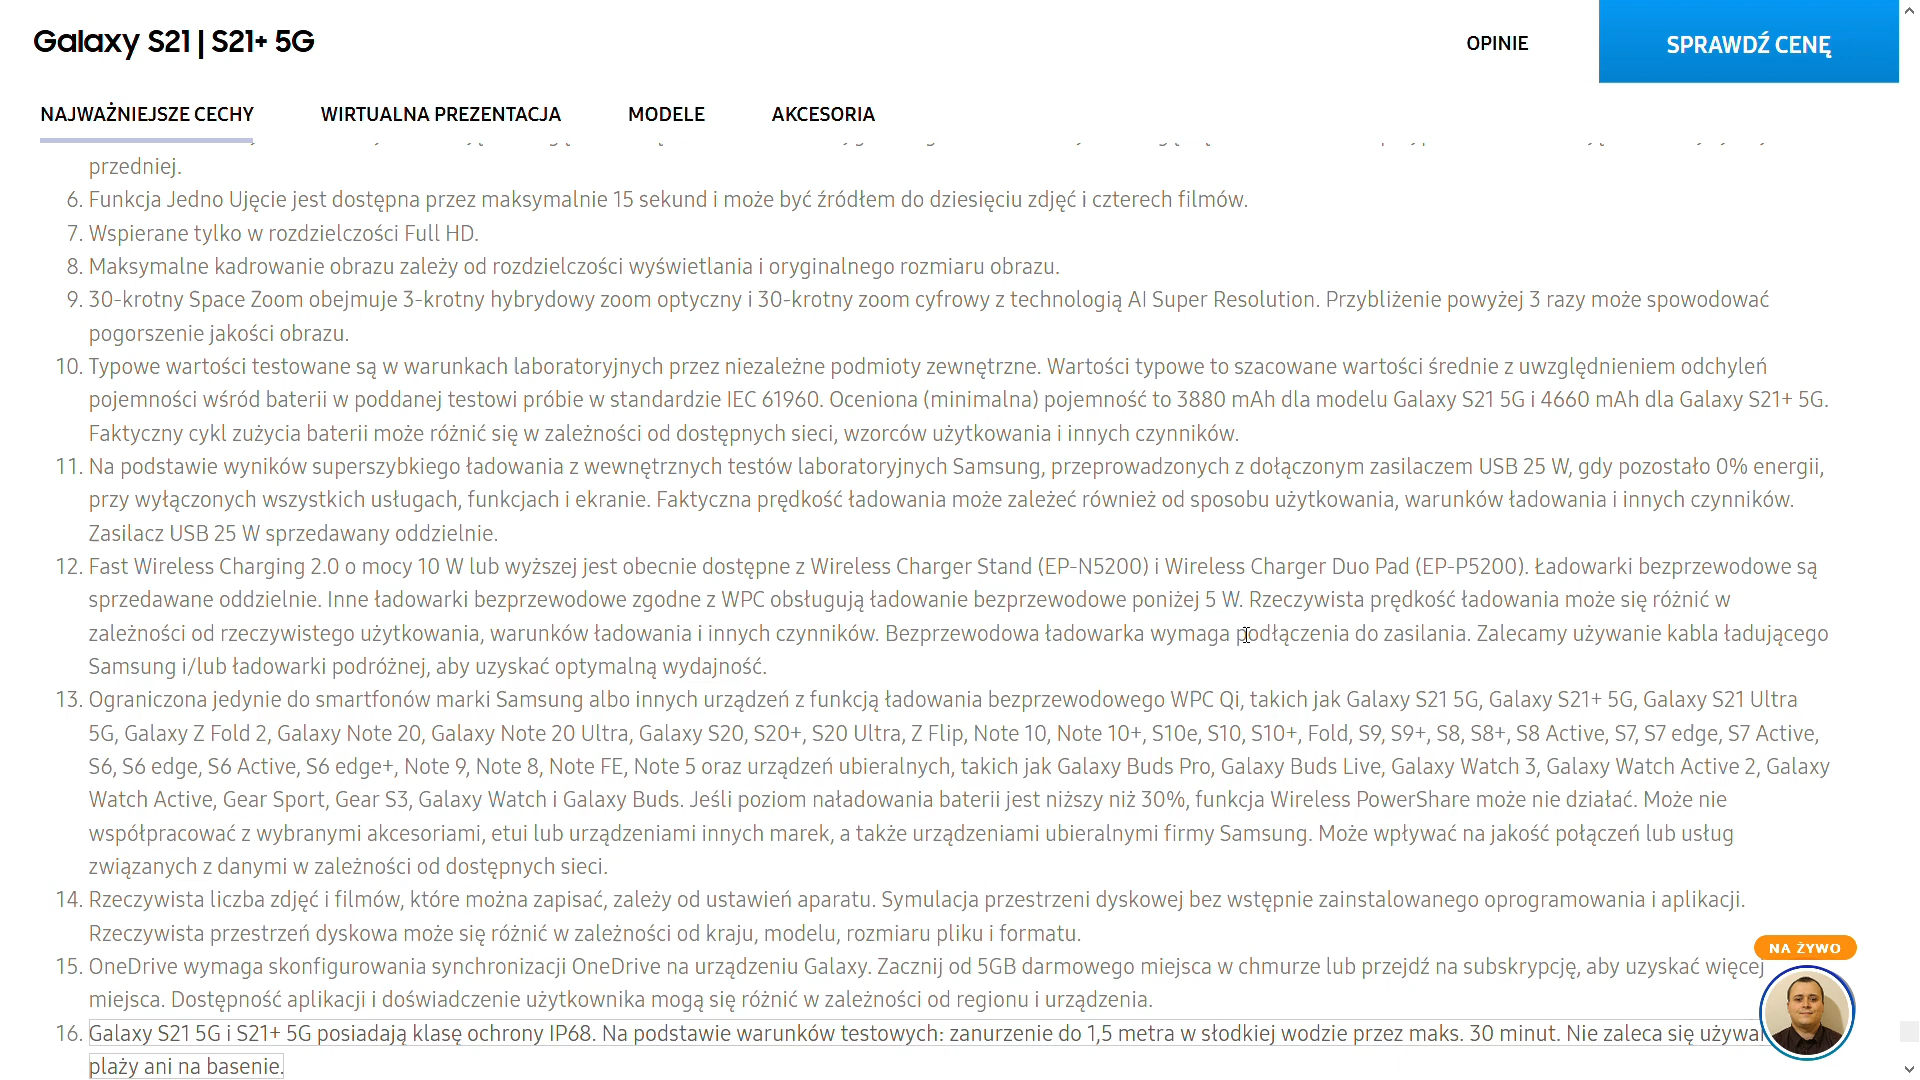 Galaxy S21 | S21+ 5G
OPINIE
SPRAWDŹ CENĘ
NAJWAŻNIEJSZE CECHY
WIRTUALNA PREZENTACJA
MODELE
AKCESORIA
przedniej.
6. Funkcja Jedno Ujęcie jest dostępna przez maksymalnie 15 sekund i może być źródłem do dziesięciu zdjęć i czterech filmów.
7. Wspierane tylko w rozdzielczości Full HD.
8. Maksymalne kadrowanie obrazu zależy od rozdzielczości wyświetlania i oryginalnego rozmiaru obrazu.
9. 30-krotny Space Zoom obejmuje 3-krotny hybrydowy zoom optyczny i 30-krotny zoom cyfrowy z technologią AI Super Resolution. Przybliżenie powyżej 3 razy może spowodować
pogorszenie jakości obrazu.
10. Typowe wartości testowane są w warunkach laboratoryjnych przez niezależne podmioty zewnętrzne. Wartości typowe to szacowane wartości średnie z uwzględnieniem odchyleń
pojemności wśród baterii w poddanej testowi próbie w standardzie IEC 61960. Oceniona (minimalna) pojemność to 3880 mAh dla modelu Galaxy S21 5G i 4660 mAh dla Galaxy S21+ 5G.
Faktyczny cykl zużycia baterii może różnić się w zależności od dostępnych sieci, wzorców użytkowania i innych czynników.
11. Na podstawie wyników superszybkiego ładowania z wewnętrznych testów laboratoryjnych Samsung, przeprowadzonych z dołączonym zasilaczem USB 25 W, gdy pozostało 0% energii,
przy wyłączonych wszystkich usługach, funkcjach i ekranie. Faktyczna prędkość ładowania może zależeć również od sposobu użytkowania, warunków ładowania i innych czynników.
Zasilacz USB 25 W sprzedawany oddzielnie.
12. Fast Wireless Charging 2.0 o mocy 10 W lub wyższej jest obecnie dostępne z Wireless Charger Stand (EP-N5200) i Wireless Charger Duo Pad (EP-P5200). Ładowarki bezprzewodowe są
sprzedawane oddzielnie. Inne ładowarki bezprzewodowe zgodne z WPC obsługują ładowanie bezprzewodowe poniżej 5 W. Rzeczywista prędkość ładowania może się różnić w
zależności od rzeczywistego użytkowania, warunków ładowania i innych czynników. Bezprzewodowa ładowarka wymaga podłączenia do zasilania. Zalecamy używanie kabla ładującego
Samsung i/lub ładowarki podróżnej, aby uzyskać optymalną wydajność.
13. Ograniczona jedynie do smartfonów marki Samsung albo innych urządzeń z funkcją ładowania bezprzewodowego WPC Qi, takich jak Galaxy S21 5G, Galaxy S21+ 5G, Galaxy S21 Ultra
5G, Galaxy Z Fold 2, Galaxy Note 20, Galaxy Note 20 Ultra, Galaxy S20, S20+, S20 Ultra, Z Flip, Note 10, Note 10+, S10e, S10, S10+, Fold, S9, S9+, S8, S8+, S8 Active, S7, S7 edge, S7 Active,
S6, S6 edge, S6 Active, S6 edge+, Note 9, Note 8, Note FE, Note 5 oraz urządzeń ubieralnych, takich jak Galaxy Buds Pro, Galaxy Buds Live, Galaxy Watch 3, Galaxy Watch Active 2, Galaxy
Watch Active, Gear Sport, Gear S3, Galaxy Watch i Galaxy Buds. Jeśli poziom naładowania baterii jest niższy niż 30%, funkcja Wireless PowerShare może nie działać. Może nie
współpracować z wybranymi akcesoriami, etui lub urządzeniami innych marek, a także urządzeniami ubieralnymi firmy Samsung. Może wpływać na jakość połączeń lub usług
związanych z danymi w zależności od dostępnych sieci.
14. Rzeczywista liczba zdjęć i filmów, które można zapisać, zależy od ustawień aparatu. Symulacja przestrzeni dyskowej bez wstępnie zainstalowanego oprogramowania i aplikacji.
Rzeczywista przestrzeń dyskowa może się różnić w zależności od kraju, modelu, rozmiaru pliku i formatu.
NA ŻYWO
15. OneDrive wymaga skonfigurowania synchronizacji OneDrive na urządzeniu Galaxy. Zacznij od 5GB darmowego miejsca w chmurze lub przejdź na subskrypcję, aby uzyskać więcej
miejsca. Dostępność aplikacji i doświadczenie użytkownika mogą się różnić w zależności od regionu i urządzenia.
16. Galaxy S21 5G i S21+ 5G posiadają klasę ochrony IP68. Na podstawie warunków testowych: zanurzenie do 1,5 metra w słodkiej wodzie przez maks. 30 minut. Nie zaleca się
plaży ani na basenie.